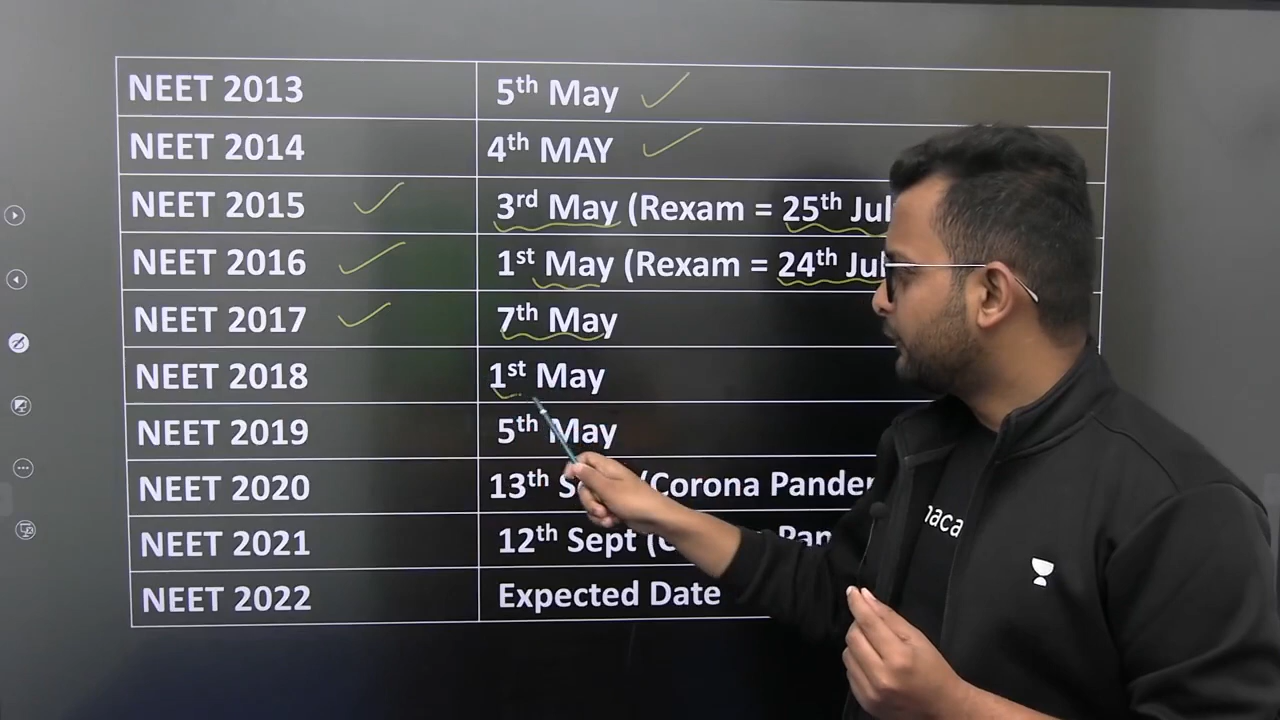 NEET 2013 5th May
NEET 2014 4th MAY
NEET 2015 3rd May (Rexam = 25th Jul
NEET 2016 1st May (Rexam = 24th Jul
NEET 2017 7th May
NEET 2018 1st May
NEET 2019 5th May
NEET 2020 13th (Corona
NEET 2021 12th Sept
NEET 2022 Expected Date